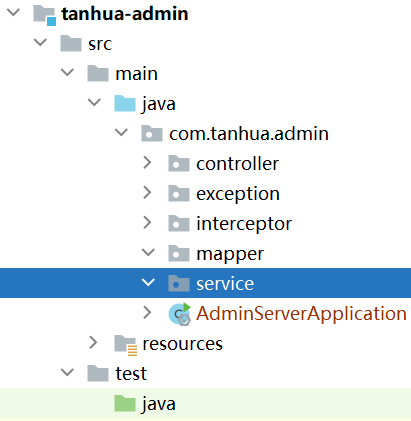 tanhua-admin
src
main
java
com.tanhua.admin
controller
exception
interceptor
mapper
service
AdminServerApplication
resources
test
java